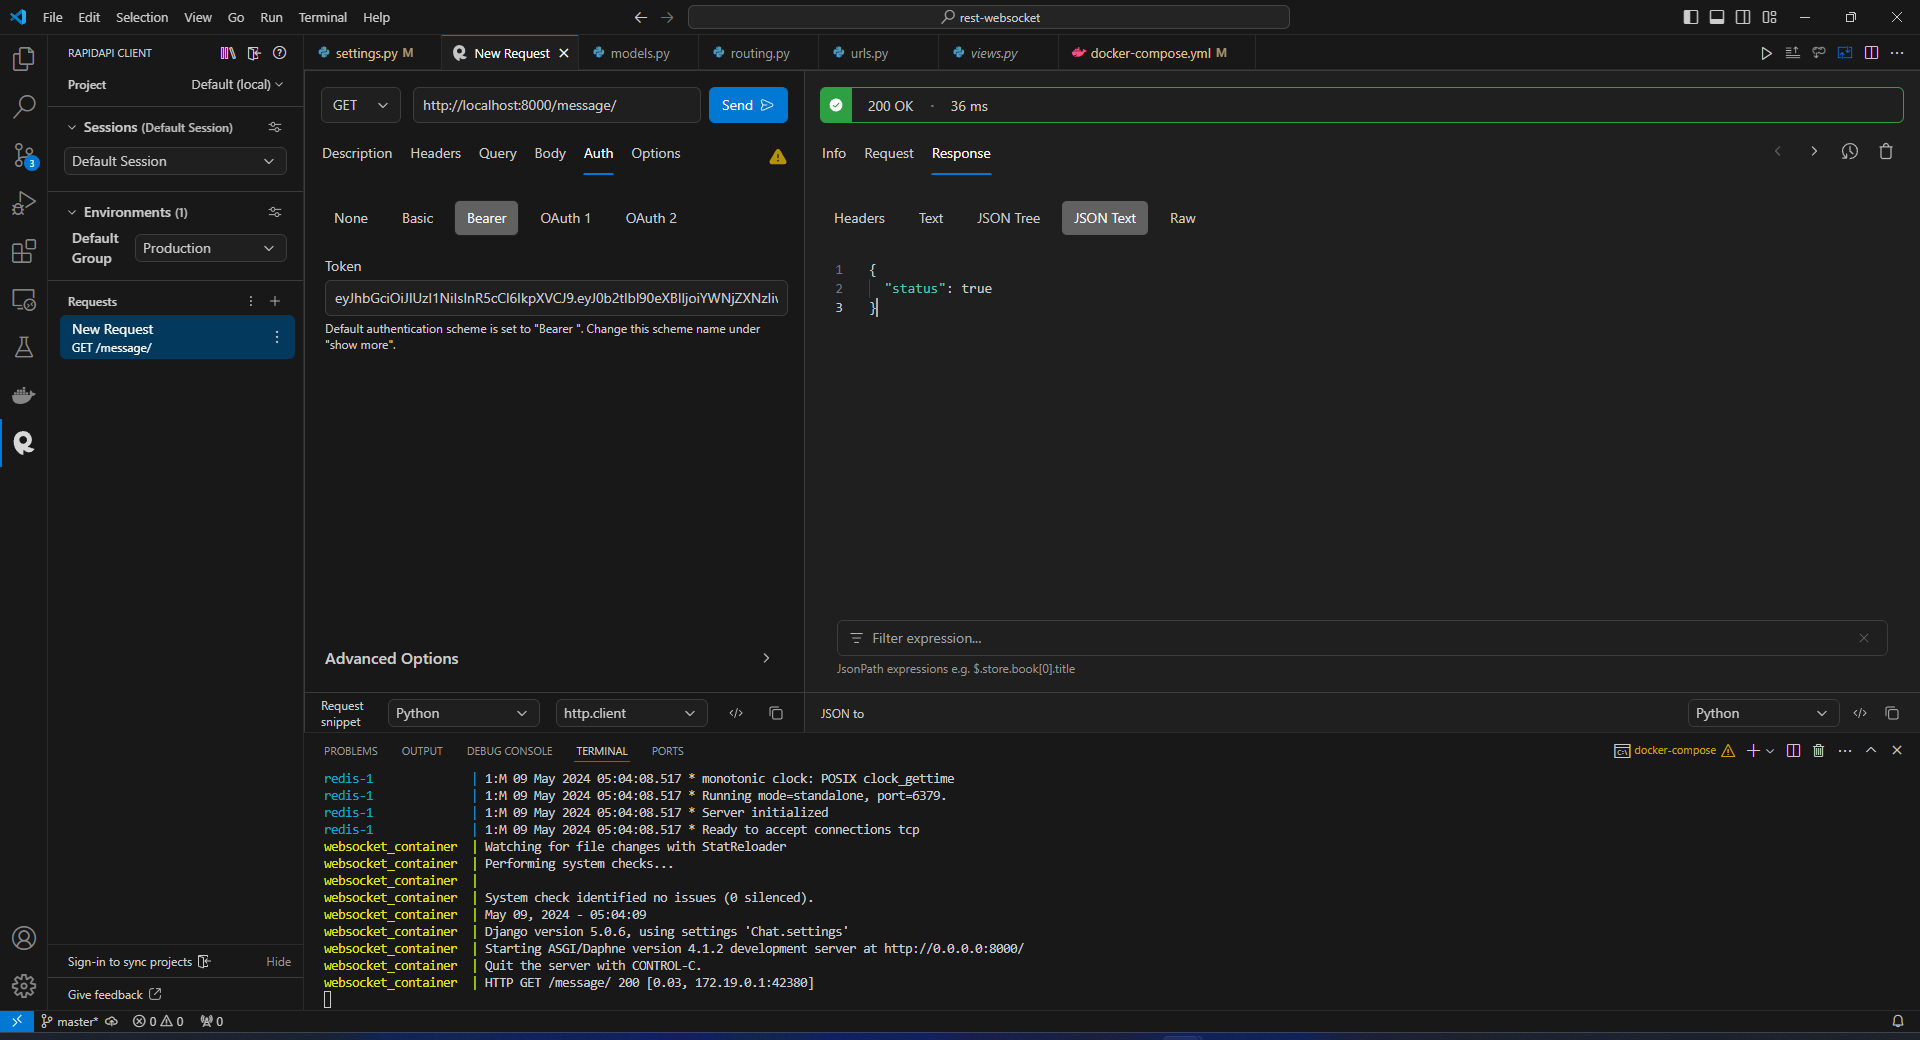 File Edit Selection View Go Run Terminal Help
rest-websocket
RAPIDAPI CLIENT
Project Default (local)
Sessions (Default Session)
Default Session
Environments (1)
Default Group
Production
Requests
New Request
GET /message/
Sign-in to sync projects Hide
Give feedback
3
settings.py M
New Request
models.py
routing.py
urls.py
views.py
docker-compose.yml M
GET
http://localhost:8000/message/
Send
Description Headers Query Body Auth Options
None Basic Bearer OAuth 1 OAuth 2
Token
Default authentication scheme is set to "Bearer ". Change this scheme name under
"show more".
Advanced Options
Request
snippet
Python
http.client
200 OK · 36 ms
Info Request Response
Headers Text JSON Tree JSON Text Raw
1 {
2 "status": true
3 }
Filter expression...
JsonPath expressions e.g. $.store.book[0].title
JSON to
Python
PROBLEMS OUTPUT DEBUG CONSOLE TERMINAL PORTS
docker-compose
redis-1 | 1:M 09 May 2024 05:04:08.517 * monotonic clock: POSIX clock_gettime
redis-1 | 1:M 09 May 2024 05:04:08.517 * Running mode=standalone, port=6379.
redis-1 | 1:M 09 May 2024 05:04:08.517 * Server initialized
redis-1 | 1:M 09 May 2024 05:04:08.517 * Ready to accept connections tcp
websocket_container | Watching for file changes with StatReloader
websocket_container | Performing system checks...
websocket_container |
websocket_container | System check identified no issues (0 silenced).
websocket_container | May 09, 2024 - 05:04:09
websocket_container | Django version 5.0.6, using settings 'Chat.settings'
websocket_container | Starting ASGI/Daphne version 4.1.2 development server at http://0.0.0.0:8000/
websocket_container | Quit the server with CONTROL-C.
websocket_container | HTTP GET /message/ 200 [0.03, 172.19.0.1:42380]
master* 0 0 0